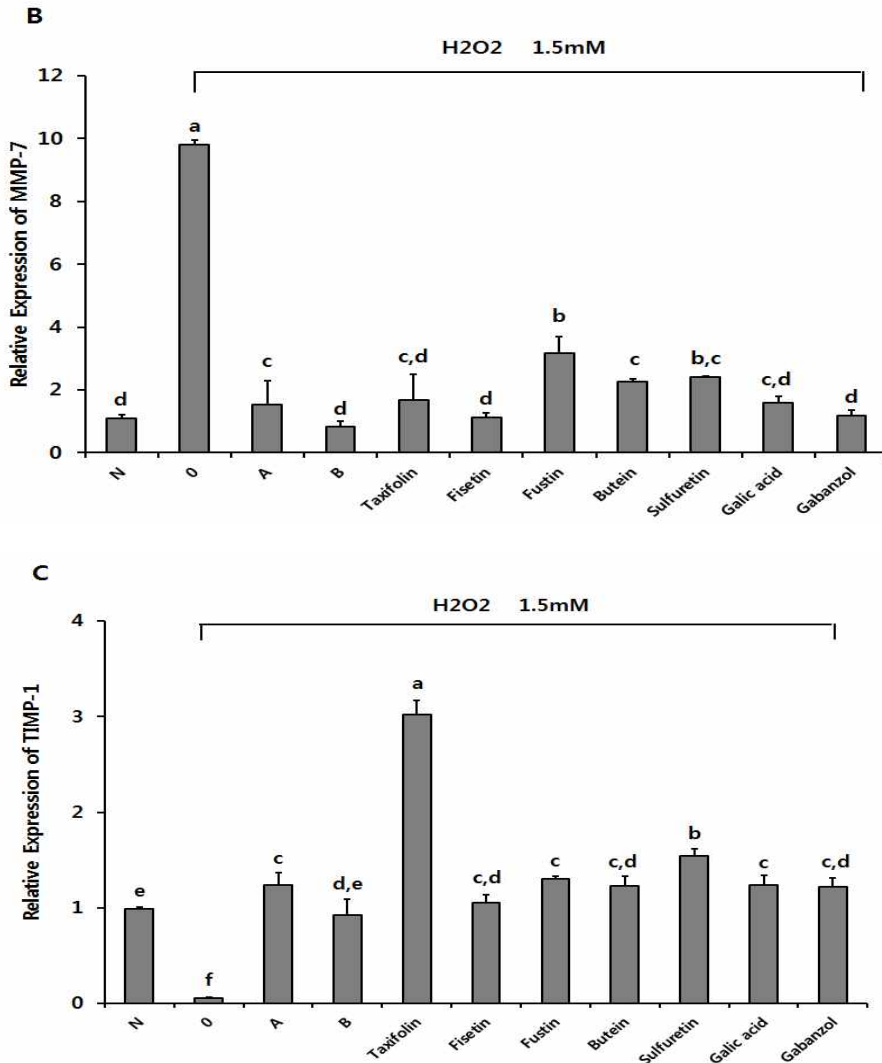 B
H2O2 1.5mM
Relative Expression of MMP-7
12
10
8
6
4
2
0
a
b
c
c,d
c
b,c
c,d
d
d
d
d
N
0
A
B
Taxifolin
Fisetin
Fustin
Butein
Sulfuretin
Galic acid
Gabanzol
C
H2O2 1.5mM
Relative Expression of TIMP-1
4
3
2
1
0
a
b
c
c,d
c
c,d
c
c,d
d,e
e
f
N
0
A
B
Taxifolin
Fisetin
Fustin
Butein
Sulfuretin
Galic acid
Gabanzol